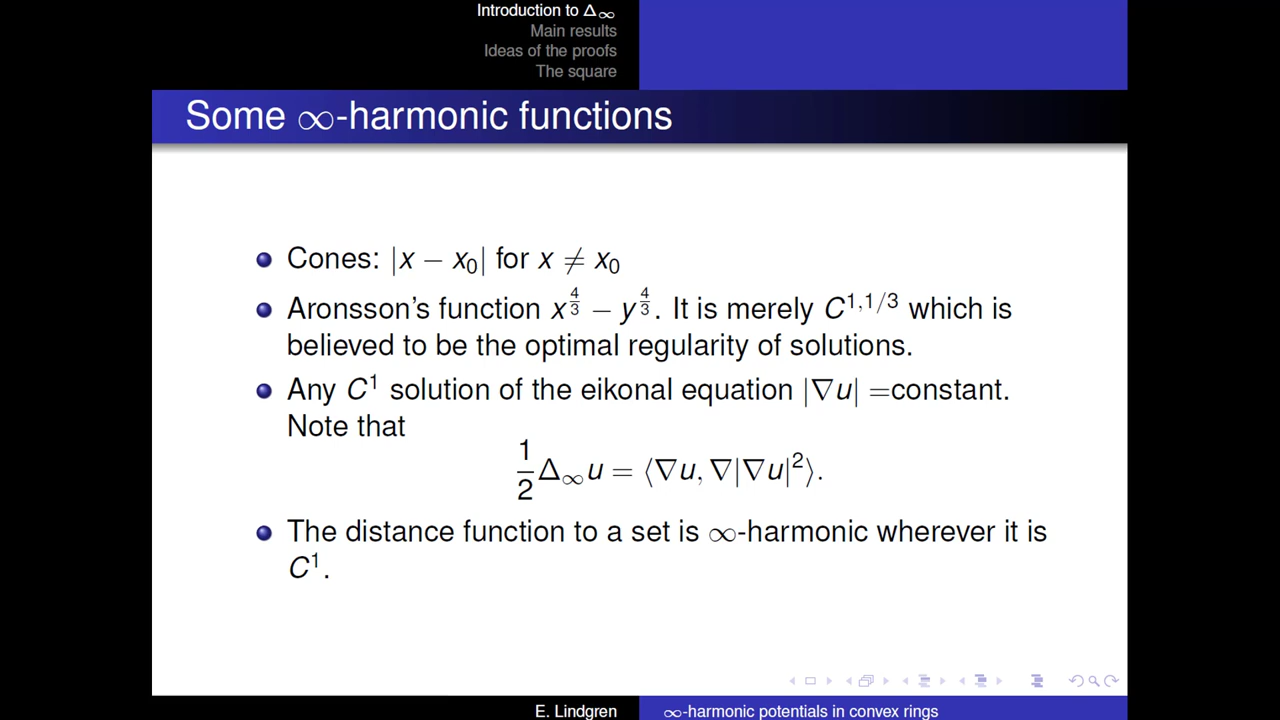 Introduction to Δ∞
Main results
Ideas of the proofs
The square
Some ∞-harmonic functions
Cones: |x − x₀| for x ≠ x₀
Aronsson's function x^{4/3} − y^{4/3}. It is merely C^{1,1/3} which is
believed to be the optimal regularity of solutions.
Any C¹ solution of the eikonal equation |∇u| =constant.
Note that
1/2 Δ∞u = ⟨∇u, ∇|∇u|²⟩.
The distance function to a set is ∞-harmonic wherever it is
C¹.
E. Lindgren
∞-harmonic potentials in convex rings